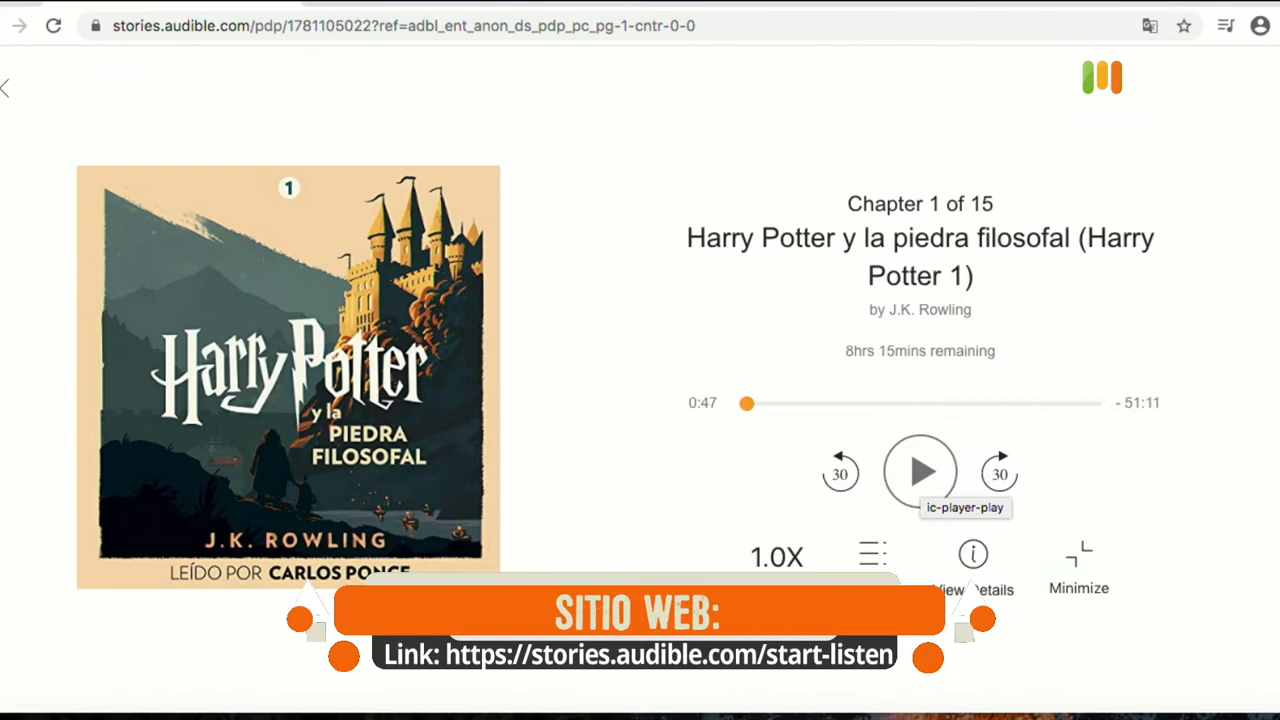 stories.audible.com/pdp/1781105022?ref=adbl_ent_anon_ds_pdp_pc_pg-1-cntr-0-0
1
Harry Potter
y la
PIEDRA
FILOSOFAL
J.K. ROWLING
LEÍDO POR CARLOS PONCE
Chapter 1 of 15
Harry Potter y la piedra filosofal (Harry
Potter 1)
by J.K. Rowling
8hrs 15mins remaining
0:47
- 51:11
30
30
ic-player-play
1.0X
View Details
Minimize
SITIO WEB:
Link: https://stories.audible.com/start-listen